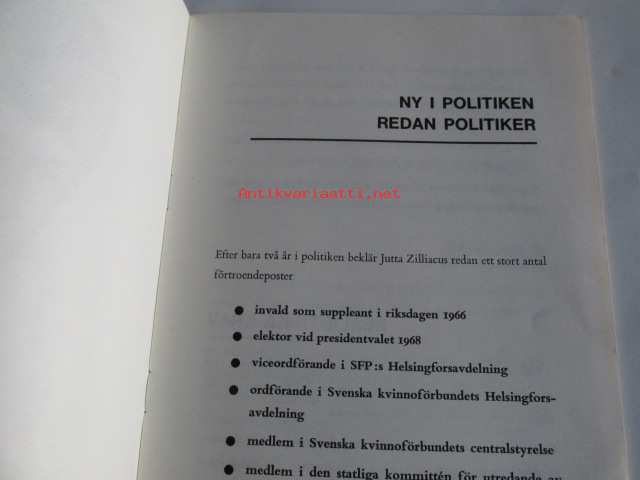 NY I POLITIKEN
REDAN POLITIKER
Antikvariaatti.net
Efter bara två år i politiken beklär Jutta Zilliacus redan ett stort antal
förtroendeposter
● invald som suppleant i riksdagen 1966
● elektor vid presidentvalet 1968
● viceordförande i SFP:s Helsingforsavdelning
● ordförande i Svenska kvinnoförbundets Helsingfors-
avdelning
● medlem i Svenska kvinnoförbundets centralstyrelse
● medlem i den statliga kommittén för utredande av